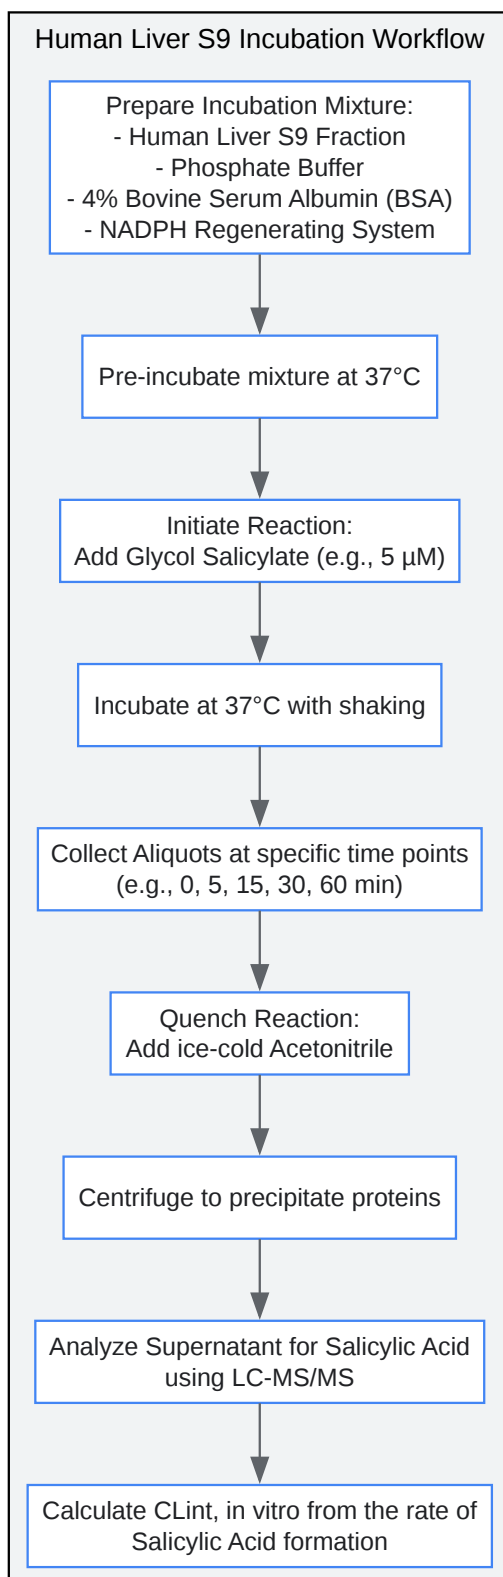 Human Liver S9 Incubation Workflow
Prepare Incubation Mixture:
- Human Liver S9 Fraction
- Phosphate Buffer
- 4% Bovine Serum Albumin (BSA)
- NADPH Regenerating System
Pre-incubate mixture at 37°C
Initiate Reaction:
Add Glycol Salicylate (e.g., 5 µM)
Incubate at 37°C with shaking
Collect Aliquots at specific time points
(e.g., 0, 5, 15, 30, 60 min)
Quench Reaction:
Add ice-cold Acetonitrile
Centrifuge to precipitate proteins
Analyze Supernatant for Salicylic Acid
using LC-MS/MS
Calculate CLint, in vitro from the rate of
Salicylic Acid formation